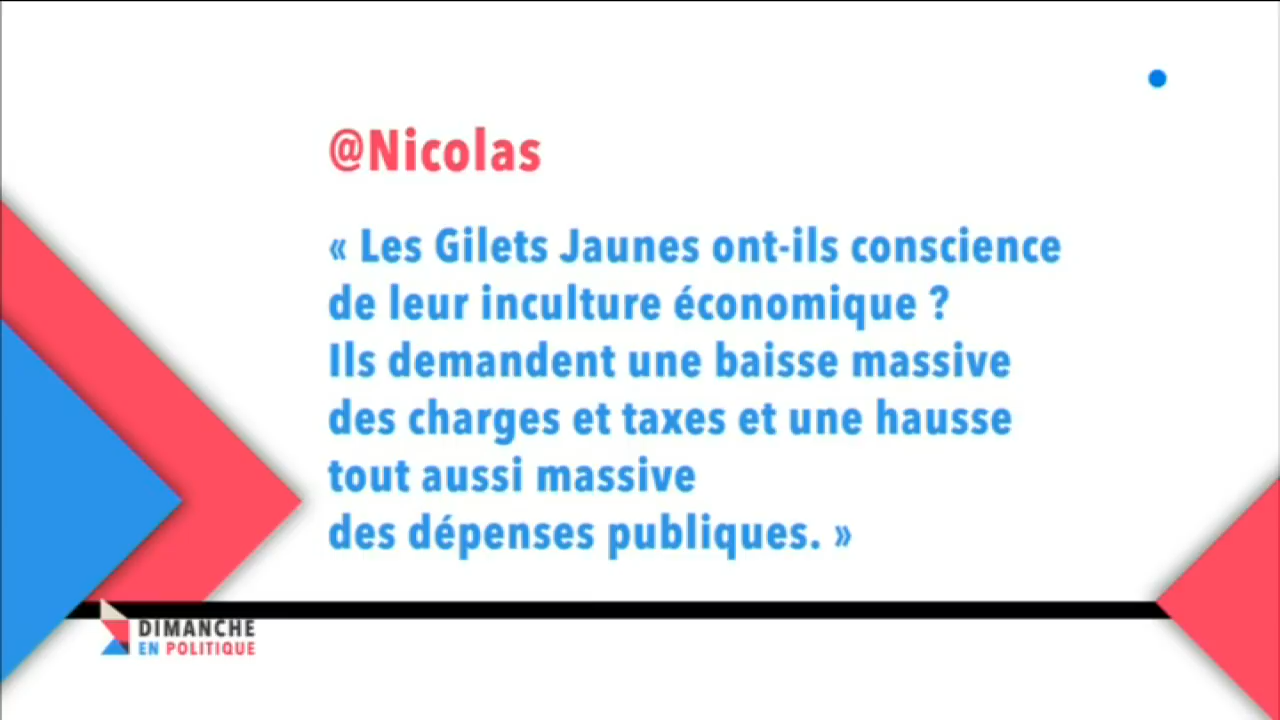 @Nicolas
« Les Gilets Jaunes ont-ils conscience
de leur inculture économique ?
Ils demandent une baisse massive
des charges et taxes et une hausse
tout aussi massive
des dépenses publiques. »
DIMANCHE
EN POLITIQUE